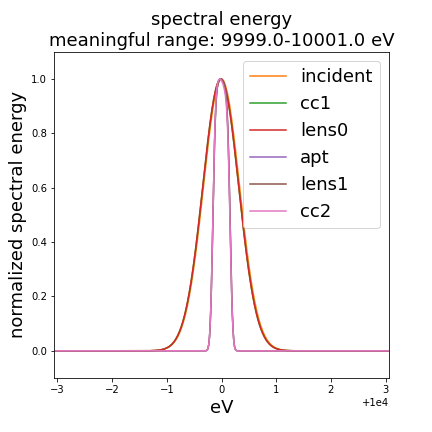 spectral energy
meaningful range: 9999.0-10001.0 eV
normalized spectral energy
1.0
0.8
0.6
0.4
0.2
0.0
incident
cc1
lens0
apt
lens1
cc2
−3
−2
−1
0
1
2
3
+1e4
eV